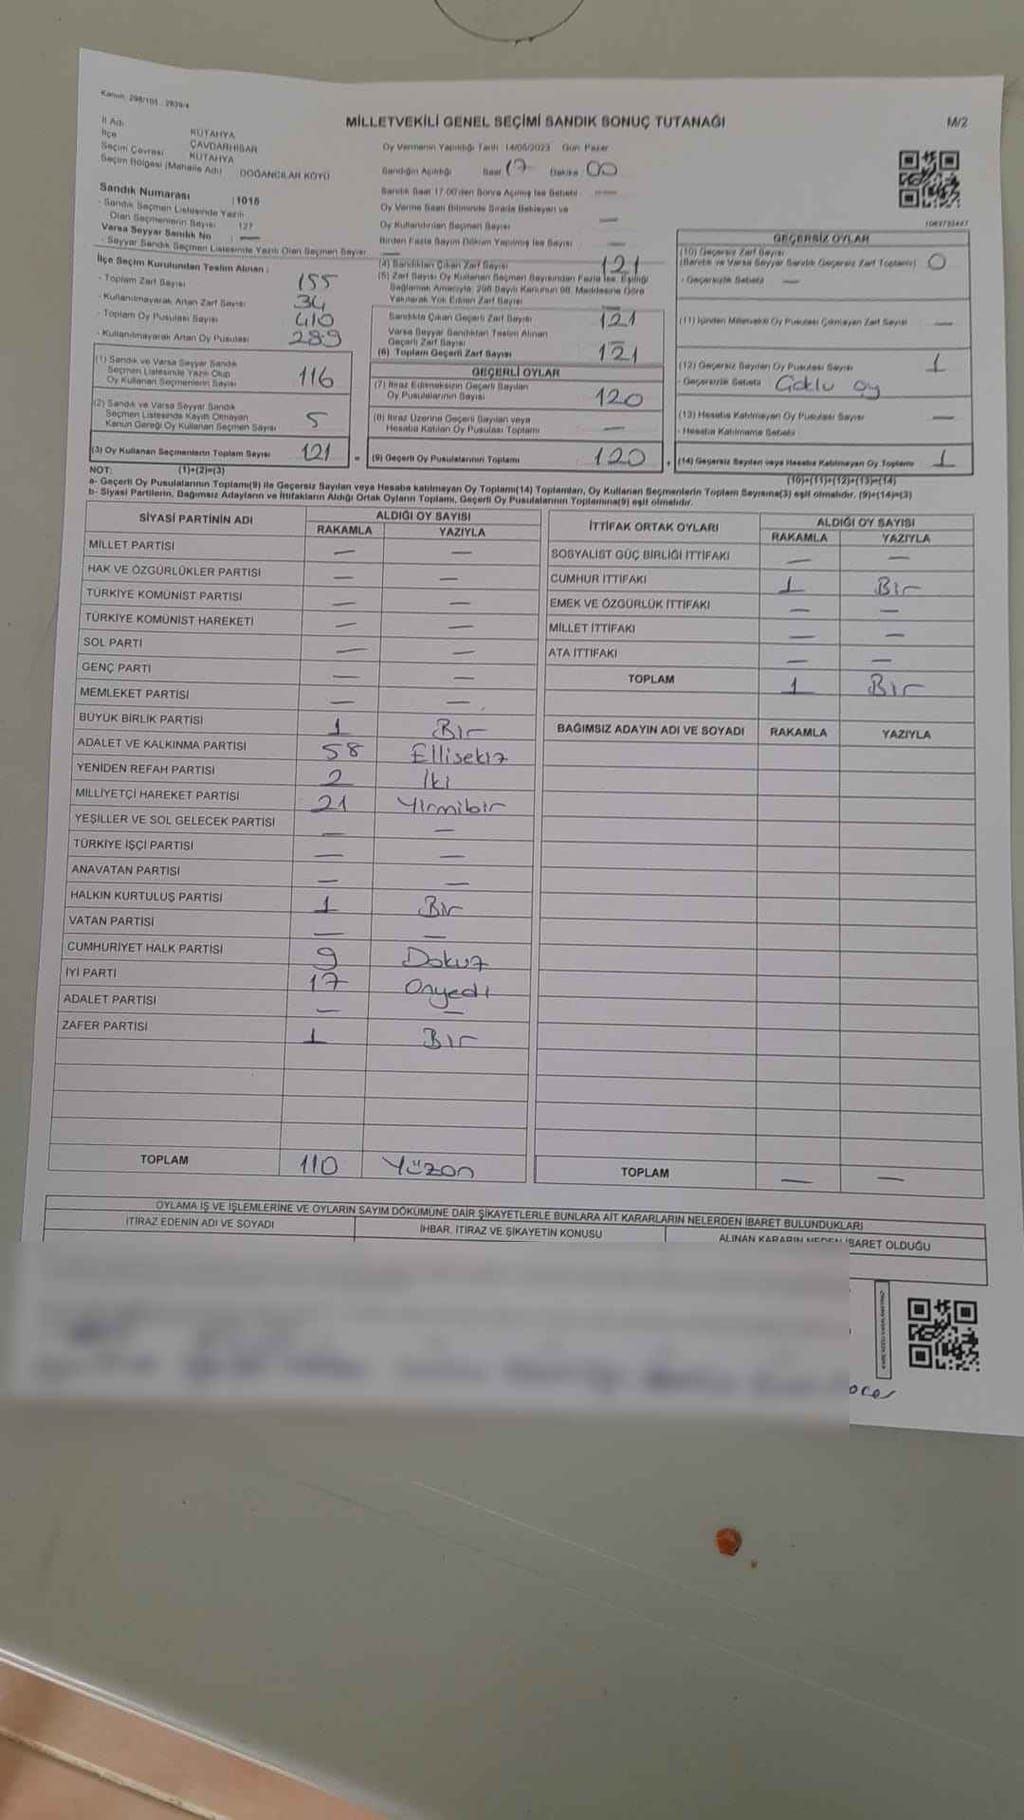 Kanun: 298/105 - 2839/4
MİLLETVEKİLİ GENEL SEÇİMİ SANDIK SONUÇ TUTANAĞI
M/2
İl Adı KÜTAHYA
İlçe ÇAVDARHİSAR
Seçim Çevresi KÜTAHYA
Seçim Bölgesi (Mahalle Adı) DOĞANCILAR KÖYÜ
Oy Vermenin Yapıldığı Tarih 14/05/2023 Gün Pazar
Sandığın Açıldığı Saat 17 Dakika 00
Sandık Saat 17.00'den Sonra Açılmış İse Sebebi —
Oy Verme Saati Bitiminde Sırada Bekleyen ve
Oy Kullandırılan Seçmen Sayısı —
Birden Fazla Sayım Döküm Yapılmış İse Sayısı —
Sandık Numarası : 1015
- Sandık Seçmen Listesinde Yazılı
Olan Seçmenlerin Sayısı 127
Varsa Seyyar Sandık No : —
- Seyyar Sandık Seçmen Listesinde Yazılı Olan Seçmen Sayısı —
İlçe Seçim Kurulundan Teslim Alınan :
- Toplam Zarf Sayısı 155
- Kullanılmayarak Artan Zarf Sayısı 34
- Toplam Oy Pusulası Sayısı 410
- Kullanılmayarak Artan Oy Pusulası 289
(1) Sandık ve Varsa Seyyar Sandık
Seçmen Listesinde Yazılı Olup
Oy Kullanan Seçmenlerin Sayısı 116
(2) Sandık ve Varsa Seyyar Sandık
Seçmen Listesinde Kayıtlı Olmayan
Kanun Gereği Oy Kullanan Seçmen Sayısı 5
(3) Oy Kullanan Seçmenlerin Toplam Sayısı 121
(4) Sandıktan Çıkan Zarf Sayısı 121
(5) Zarf Sayısı Oy Kullanan Seçmen Sayısından Fazla İse, Eşitliği
Sağlamak Amacıyla, 298 Sayılı Kanunun 98. Maddesine Göre
Yakılarak Yok Edilen Zarf Sayısı —
Sandıkta Çıkan Geçerli Zarf Sayısı 121
Varsa Seyyar Sandıktan Teslim Alınan
Geçerli Zarf Sayısı —
(6) Toplam Geçerli Zarf Sayısı 121
GEÇERLİ OYLAR
(7) İtiraz Edilmeksizin Geçerli Sayılan
Oy Pusulalarının Sayısı 120
(8) İtiraz Üzerine Geçerli Sayılan veya
Hesaba Katılan Oy Pusulası Toplamı —
(9) Geçerli Oy Pusulalarının Toplamı 120
GEÇERSİZ OYLAR
(10) Geçersiz Zarf Sayısı
(Sandık ve Varsa Seyyar Sandık Geçersiz Zarf Toplamı) 0
- Geçersizlik Sebebi —
(11) İçinden Milletvekili Oy Pusulası Çıkmayan Zarf Sayısı —
(12) Geçersiz Sayılan Oy Pusulası Sayısı 1
- Geçersizlik Sebebi Çoklu oy
(13) Hesaba Katılmayan Oy Pusulası Sayısı —
- Hesaba Katılmama Sebebi
(14) Geçersiz Sayılan veya Hesaba Katılmayan Oy Toplamı 1
NOT: (1)+(2)=(3) (10)+(11)+(12)+(13)=(14)
a- Geçerli Oy Pusulalarının Toplamı(9) ile Geçersiz Sayılan veya Hesaba katılmayan Oy Toplamı(14) Toplamları, Oy Kullanan Seçmenlerin Toplam Sayısına(3) eşit olmalıdır. (9)+(14)=(3)
b- Siyasi Partilerin, Bağımsız Adayların ve İttifakların Aldığı Ortak Oyların Toplamı, Geçerli Oy Pusulalarının Toplamına(9) eşit olmalıdır.
SİYASİ PARTİNİN ADI ALDIĞI OY SAYISI
RAKAMLA YAZIYLA
MİLLET PARTİSİ — —
HAK VE ÖZGÜRLÜKLER PARTİSİ — —
TÜRKİYE KOMÜNİST PARTİSİ — —
TÜRKİYE KOMÜNİST HAREKETİ — —
SOL PARTİ — —
GENÇ PARTİ — —
MEMLEKET PARTİSİ — —
BÜYÜK BİRLİK PARTİSİ 1 Bir
ADALET VE KALKINMA PARTİSİ 58 Ellisekiz
YENİDEN REFAH PARTİSİ 2 İki
MİLLİYETÇİ HAREKET PARTİSİ 21 Yirmibir
YEŞİLLER VE SOL GELECEK PARTİSİ — —
TÜRKİYE İŞÇİ PARTİSİ — —
ANAVATAN PARTİSİ — —
HALKIN KURTULUŞ PARTİSİ 1 Bir
VATAN PARTİSİ — —
CUMHURİYET HALK PARTİSİ 9 Dokuz
İYİ PARTİ 17 Onyedi
ADALET PARTİSİ — —
ZAFER PARTİSİ 1 Bir
TOPLAM 110 Yüzon
İTTİFAK ORTAK OYLARI ALDIĞI OY SAYISI
RAKAMLA YAZIYLA
SOSYALİST GÜÇ BİRLİĞİ İTTİFAKI — —
CUMHUR İTTİFAKI 1 Bir
EMEK VE ÖZGÜRLÜK İTTİFAKI — —
MİLLET İTTİFAKI — —
ATA İTTİFAKI — —
TOPLAM 1 Bir
BAĞIMSIZ ADAYIN ADI VE SOYADI RAKAMLA YAZIYLA
TOPLAM — —
OYLAMA İŞ VE İŞLEMLERİNE VE OYLARIN SAYIM DÖKÜMÜNE DAİR ŞİKAYETLERLE BUNLARA AİT KARARLARIN NELERDEN İBARET BULUNDUKLARI
İTİRAZ EDENİN ADI VE SOYADI
İHBAR, İTİRAZ VE ŞİKAYETİN KONUSU
ALINAN KARARIN NEDEN İBARET OLDUĞU